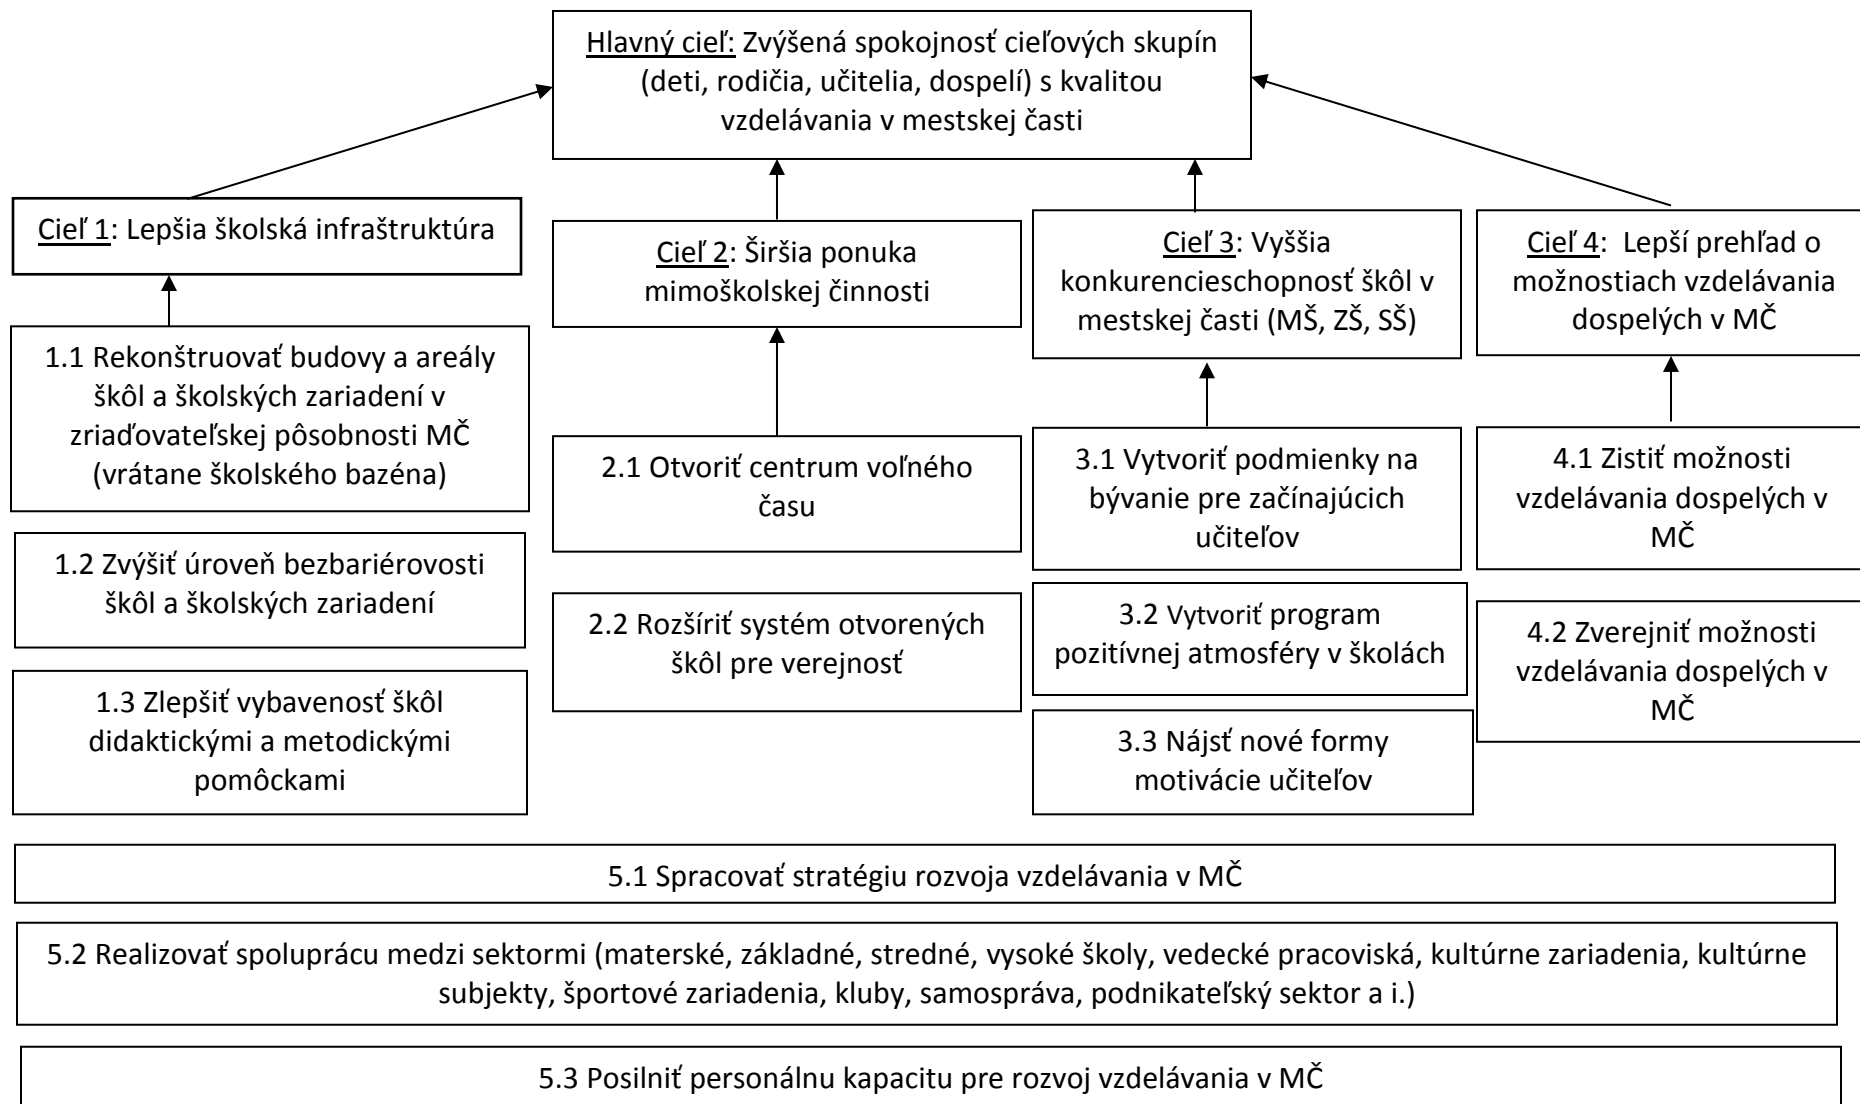 Hlavný cieľ: Zvýšená spokojnosť cieľových skupín
(deti, rodičia, učitelia, dospelí) s kvalitou
vzdelávania v mestskej časti
Cieľ 1: Lepšia školská infraštruktúra
Cieľ 2: Širšia ponuka
mimoškolskej činnosti
Cieľ 3: Vyššia
konkurencieschopnosť škôl v
mestskej časti (MŠ, ZŠ, SŠ)
Cieľ 4: Lepší prehľad o
možnostiach vzdelávania
dospelých v MČ
1.1 Rekonštruovať budovy a areály
škôl a školských zariadení v
zriaďovateľskej pôsobnosti MČ
(vrátane školského bazéna)
2.1 Otvoriť centrum voľného
času
3.1 Vytvoriť podmienky na
bývanie pre začínajúcich
učiteľov
4.1 Zistiť možnosti
vzdelávania dospelých v
MČ
1.2 Zvýšiť úroveň bezbariérovosti
škôl a školských zariadení
2.2 Rozšíriť systém otvorených
škôl pre verejnosť
3.2 Vytvoriť program
pozitívnej atmosféry v školách
4.2 Zverejniť možnosti
vzdelávania dospelých v
MČ
1.3 Zlepšiť vybavenosť škôl
didaktickými a metodickými
pomôckami
3.3 Nájsť nové formy
motivácie učiteľov
5.1 Spracovať stratégiu rozvoja vzdelávania v MČ
5.2 Realizovať spoluprácu medzi sektormi (materské, základné, stredné, vysoké školy, vedecké pracoviská, kultúrne zariadenia, kultúrne
subjekty, športové zariadenia, kluby, samospráva, podnikateľský sektor a i.)
5.3 Posilniť personálnu kapacitu pre rozvoj vzdelávania v MČ